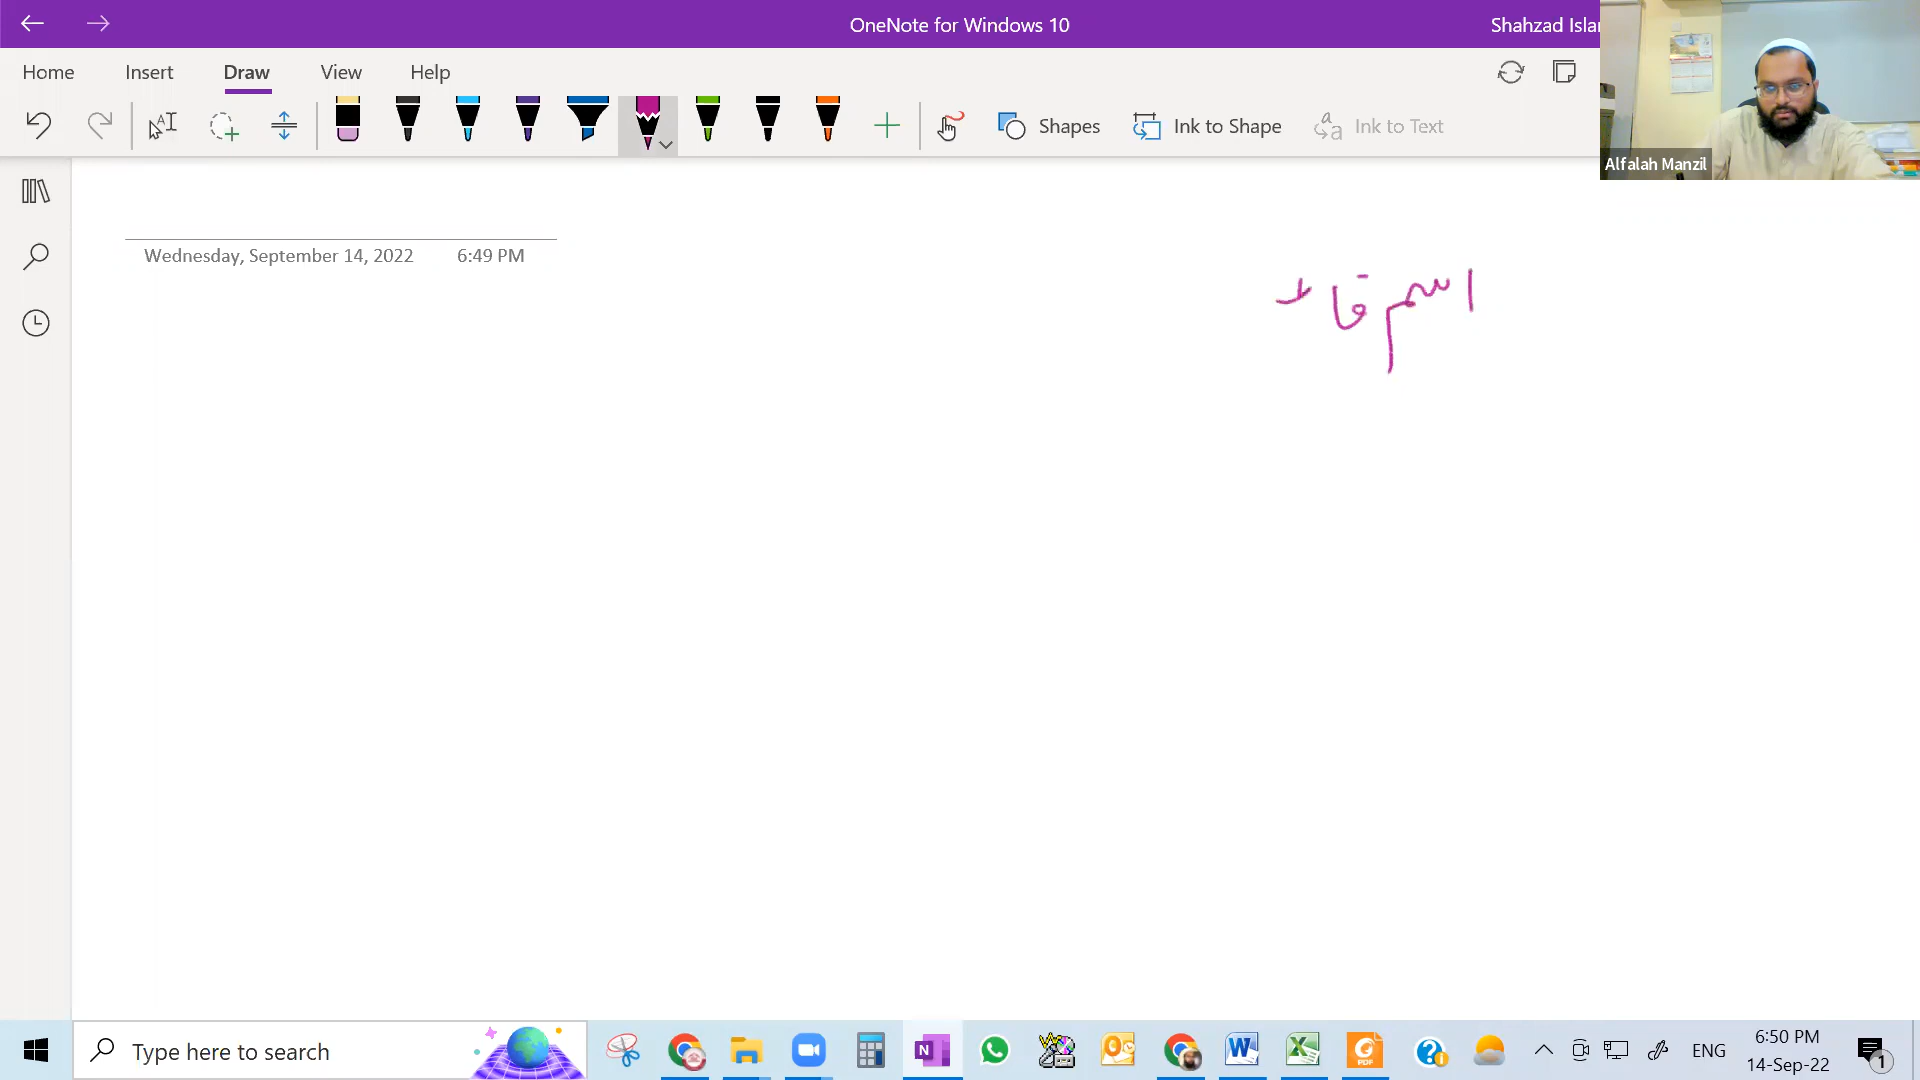 OneNote for Windows 10
Shahzad Islar
Home Insert Draw View Help
Shapes Ink to Shape Ink to Text
Alfalah Manzil
Wednesday, September 14, 2022 6:49 PM
اسم
Type here to search
ENG
6:50 PM
14-Sep-22
1